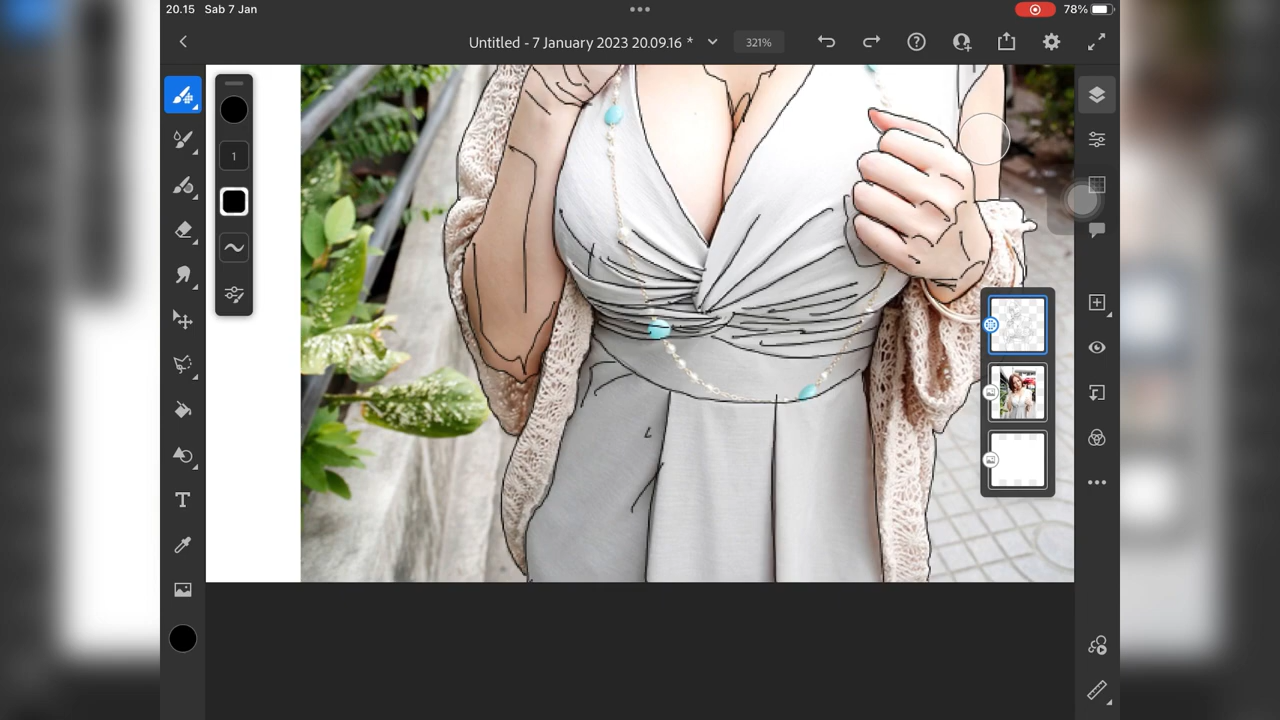 20.15 Sab 7 Jan
78%
Untitled - 7 January 2023 20.09.16 *
321%
1
T